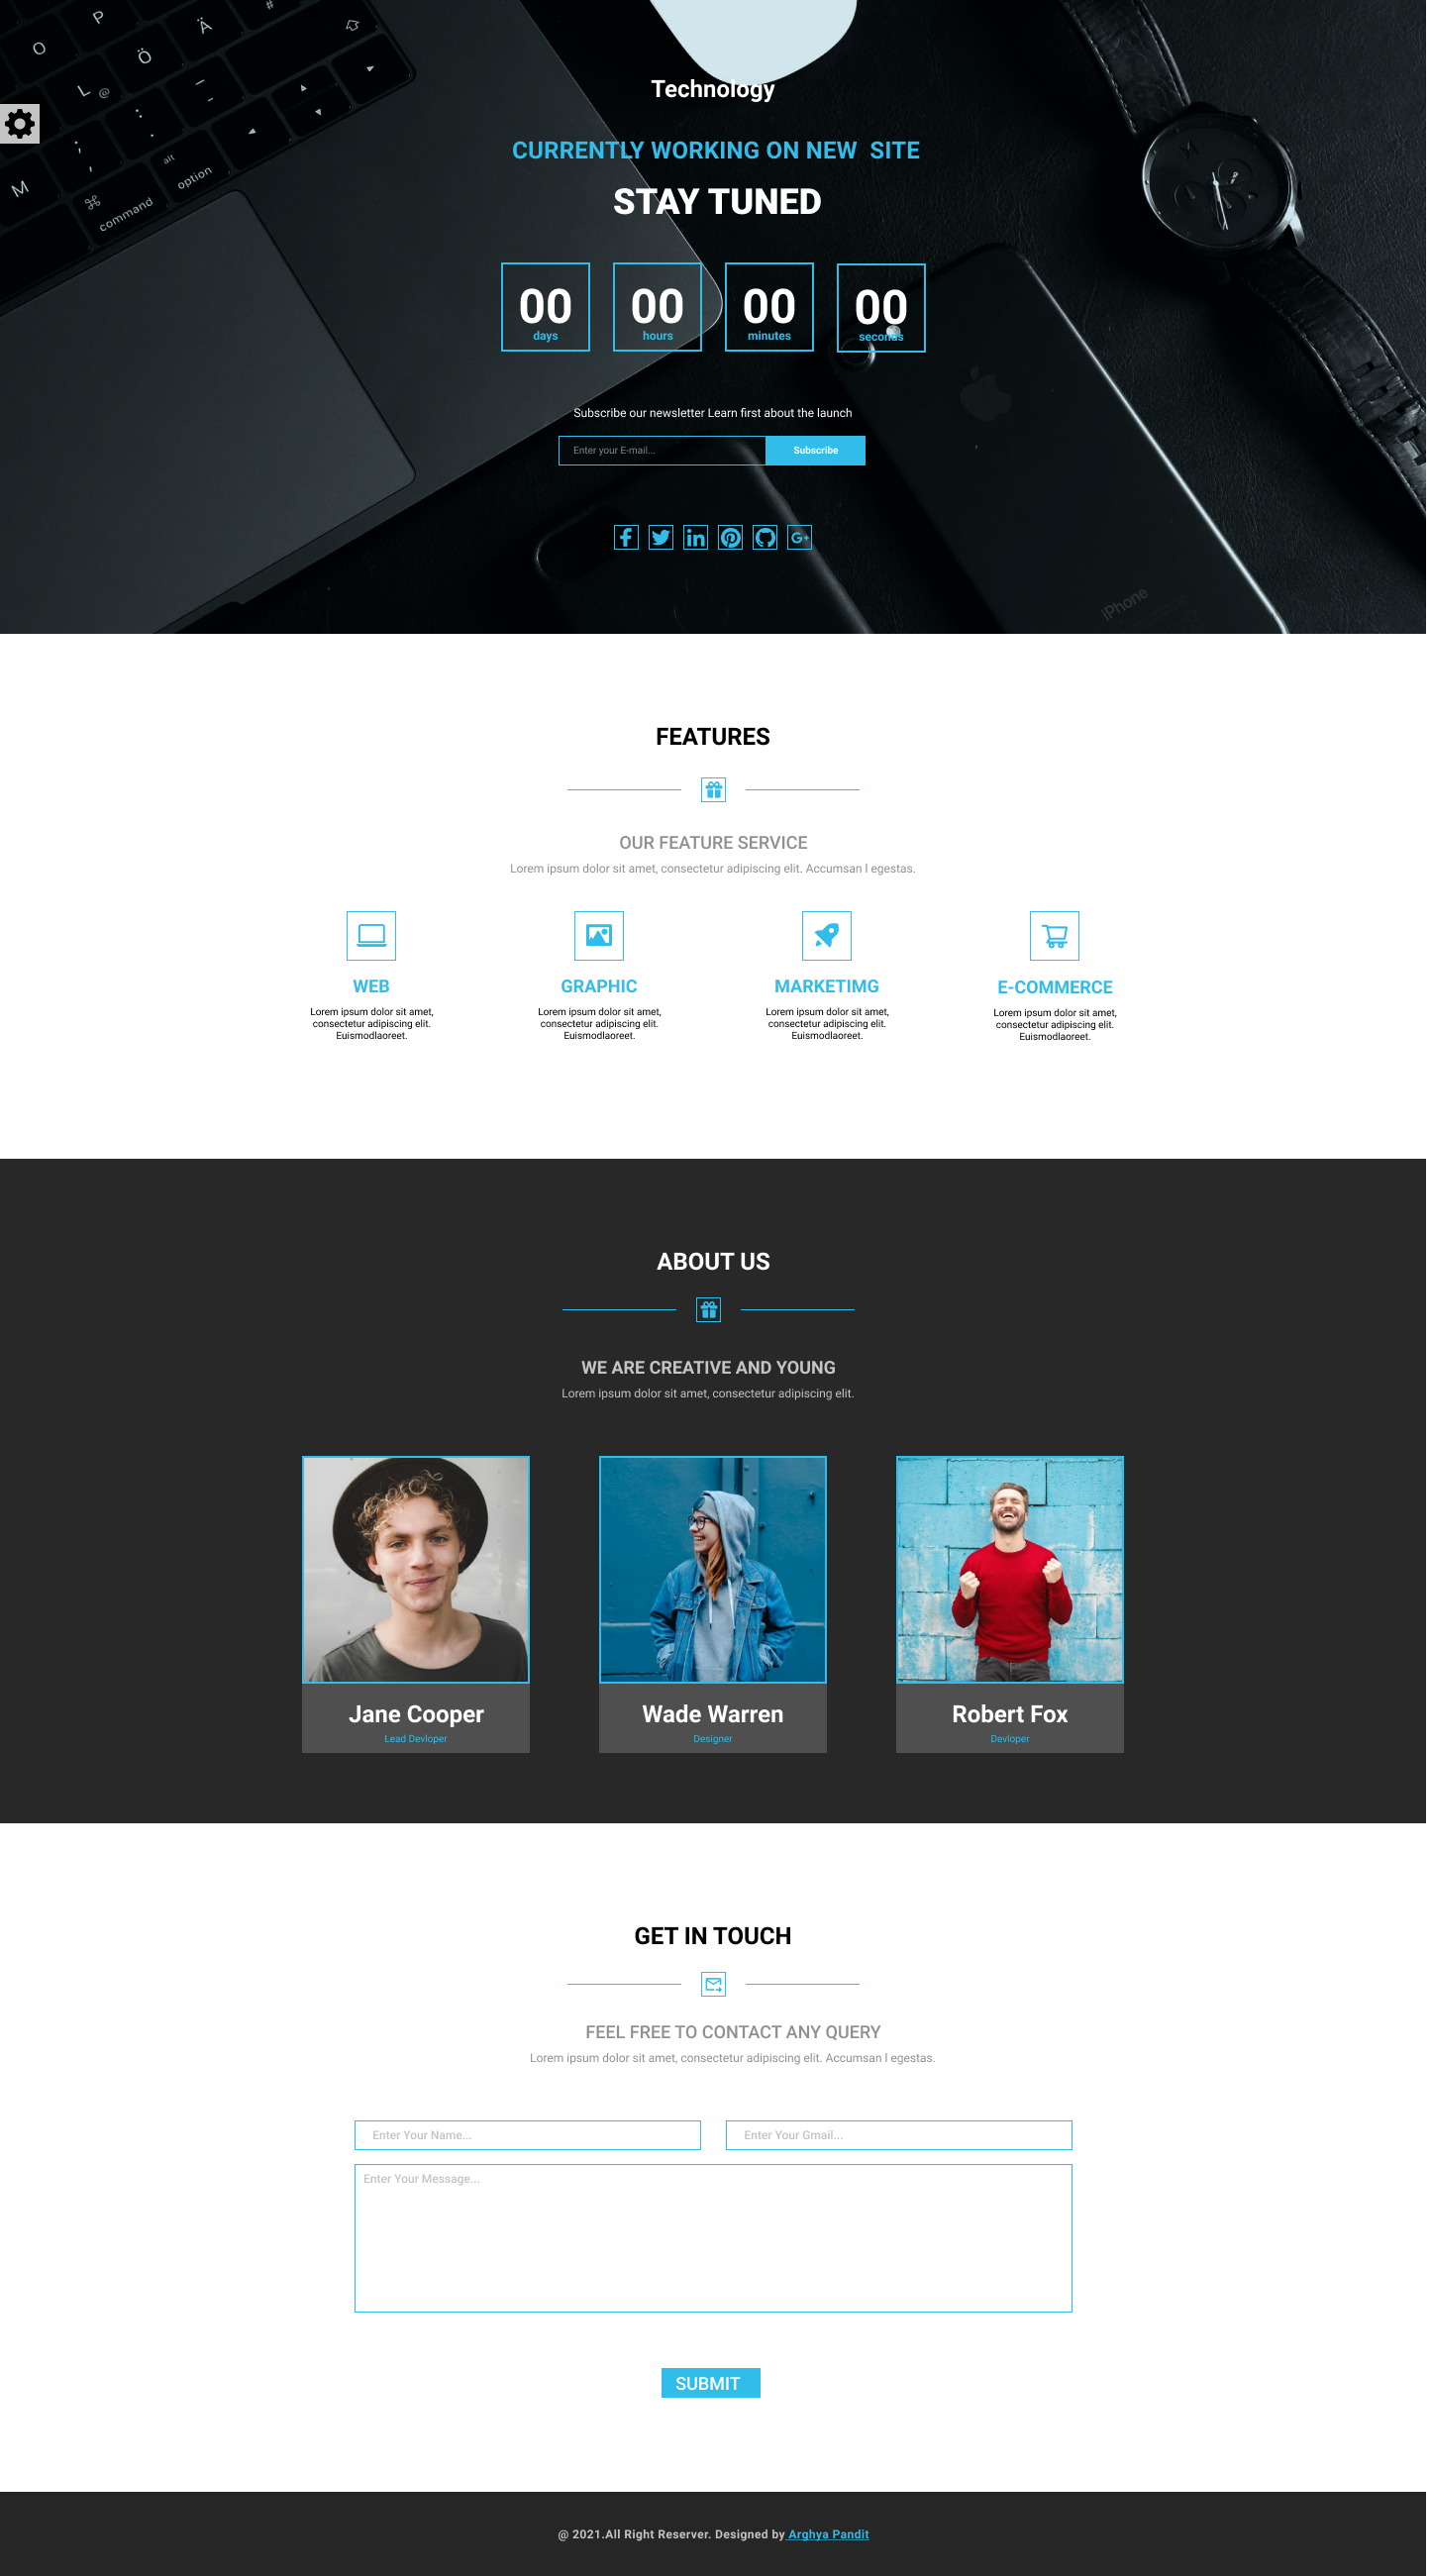 O
P
Ä
#
L
@
Ö
M
⌘
command
alt
option
Technology
CURRENTLY WORKING ON NEW SITE
STAY TUNED
00 00 00 00
days hours minutes seconds
Subscribe our newsletter Learn first about the launch
Enter your E-mail... Subscribe
f in G+
iPhone
FEATURES
OUR FEATURE SERVICE
Lorem ipsum dolor sit amet, consectetur adipiscing elit. Accumsan l egestas.
WEB
Lorem ipsum dolor sit amet,
consectetur adipiscing elit.
Euismodlaoreet.
GRAPHIC
Lorem ipsum dolor sit amet,
consectetur adipiscing elit.
Euismodlaoreet.
MARKETIMG
Lorem ipsum dolor sit amet,
consectetur adipiscing elit.
Euismodlaoreet.
E-COMMERCE
Lorem ipsum dolor sit amet,
consectetur adipiscing elit.
Euismodlaoreet.
ABOUT US
WE ARE CREATIVE AND YOUNG
Lorem ipsum dolor sit amet, consectetur adipiscing elit.
Jane Cooper
Lead Devloper
Wade Warren
Designer
Robert Fox
Devloper
GET IN TOUCH
FEEL FREE TO CONTACT ANY QUERY
Lorem ipsum dolor sit amet, consectetur adipiscing elit. Accumsan l egestas.
Enter Your Name... Enter Your Gmail...
Enter Your Message...
SUBMIT
@ 2021.All Right Reserver. Designed by Arghya Pandit